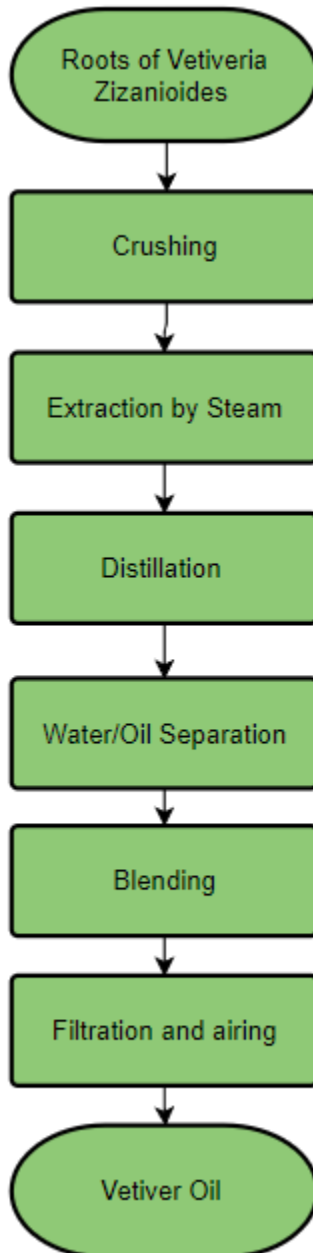 Roots of Vetiveria
Zizanioides
Crushing
Extraction by Steam
Distillation
Water/Oil Separation
Blending
Filtration and airing
Vetiver Oil